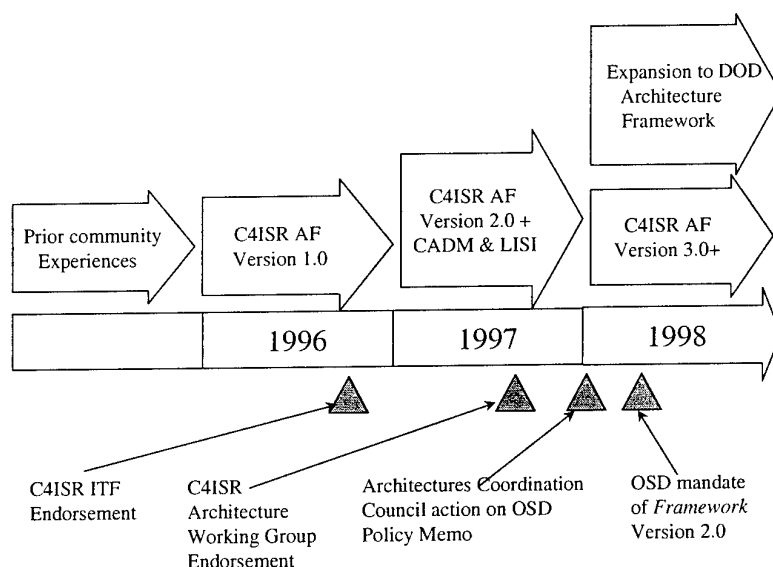 Expansion to DOD
Architecture
Framework
Prior community
Experiences
C4ISR AF
Version 1.0
C4ISR AF
Version 2.0 +
CADM & LISI
C4ISR AF
Version 3.0+
1996
1997
1998
C4ISR ITF
Endorsement
C4ISR
Architecture
Working Group
Endorsement
Architectures Coordination
Council action on OSD
Policy Memo
OSD mandate
of Framework
Version 2.0